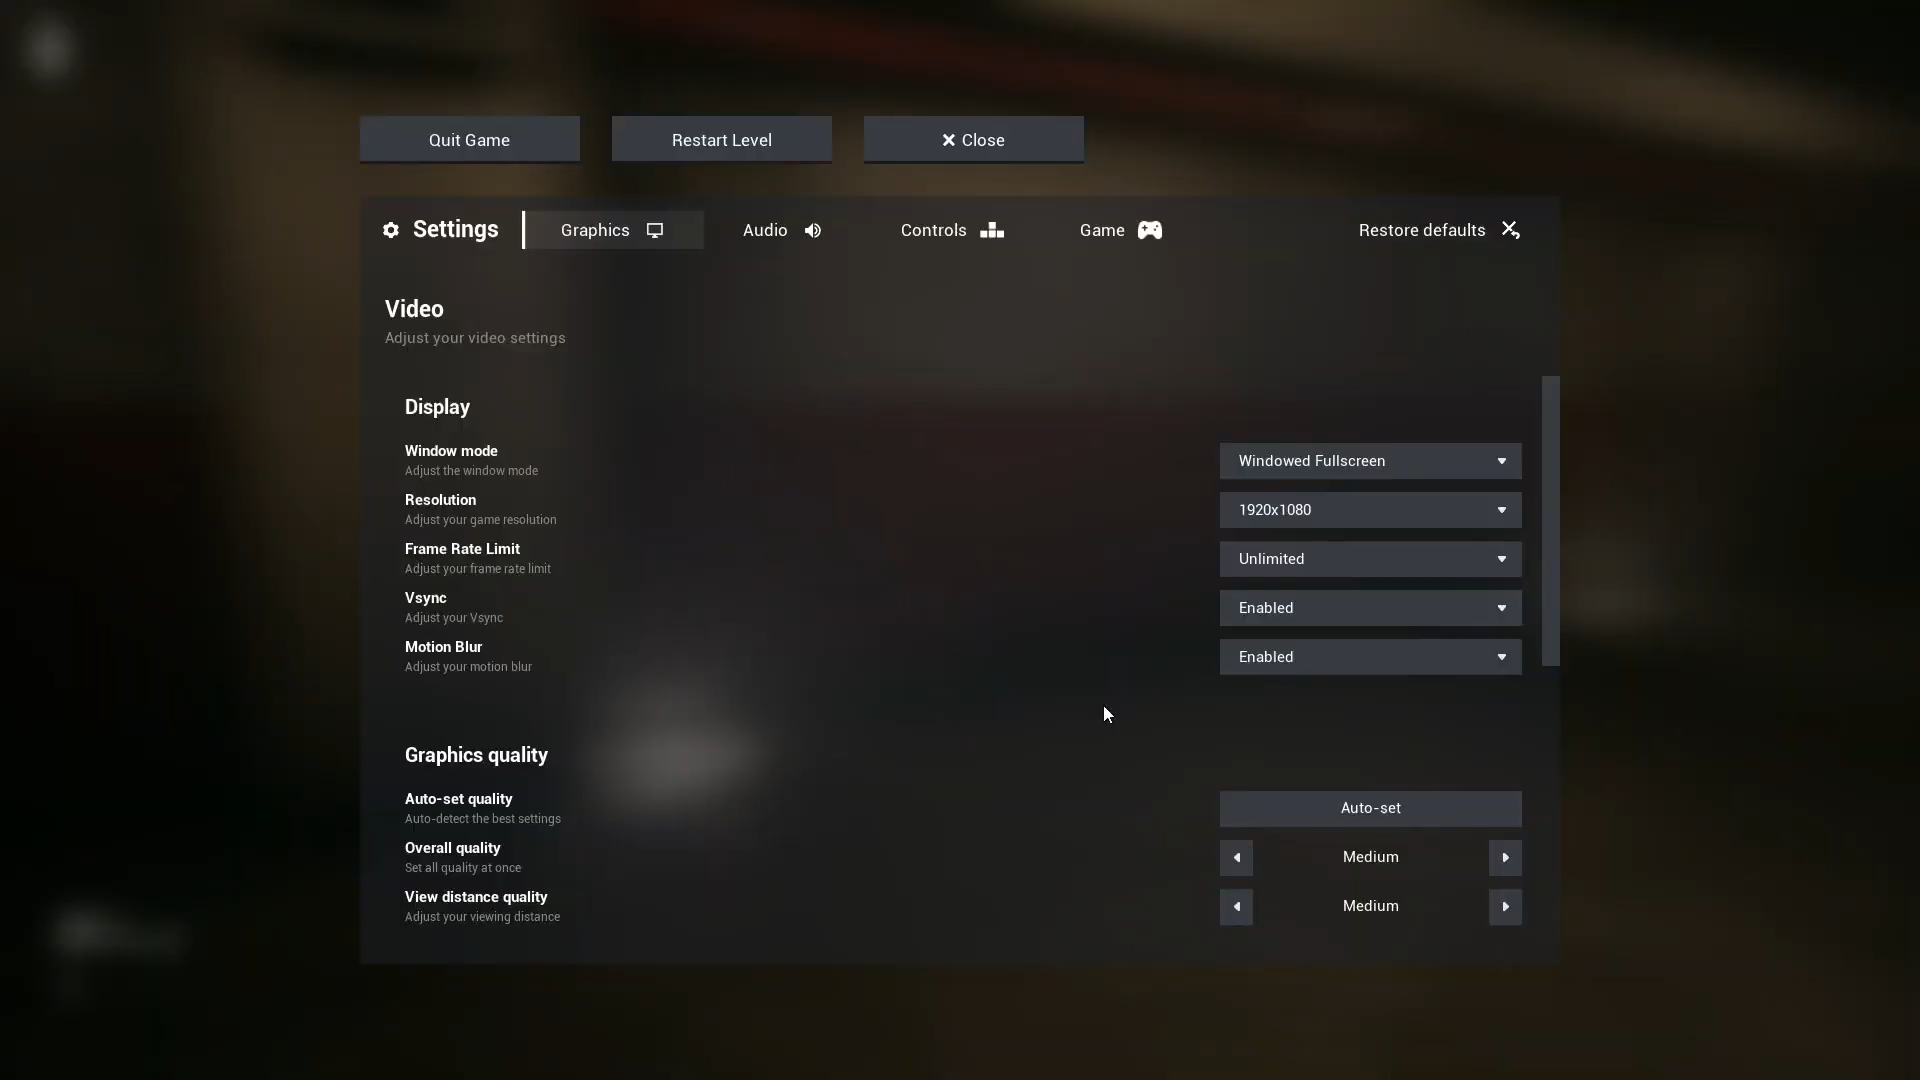 Quit Game
Restart Level
Close
Settings
Graphics
Audio
Controls
Game
Restore defaults
Video
Adjust your video settings
Display
Window mode
Adjust the window mode
Windowed Fullscreen
Resolution
Adjust your game resolution
1920x1080
Frame Rate Limit
Adjust your frame rate limit
Unlimited
Vsync
Adjust your Vsync
Enabled
Motion Blur
Adjust your motion blur
Enabled
Graphics quality
Auto-set quality
Auto-detect the best settings
Auto-set
Overall quality
Set all quality at once
Medium
View distance quality
Adjust your viewing distance
Medium